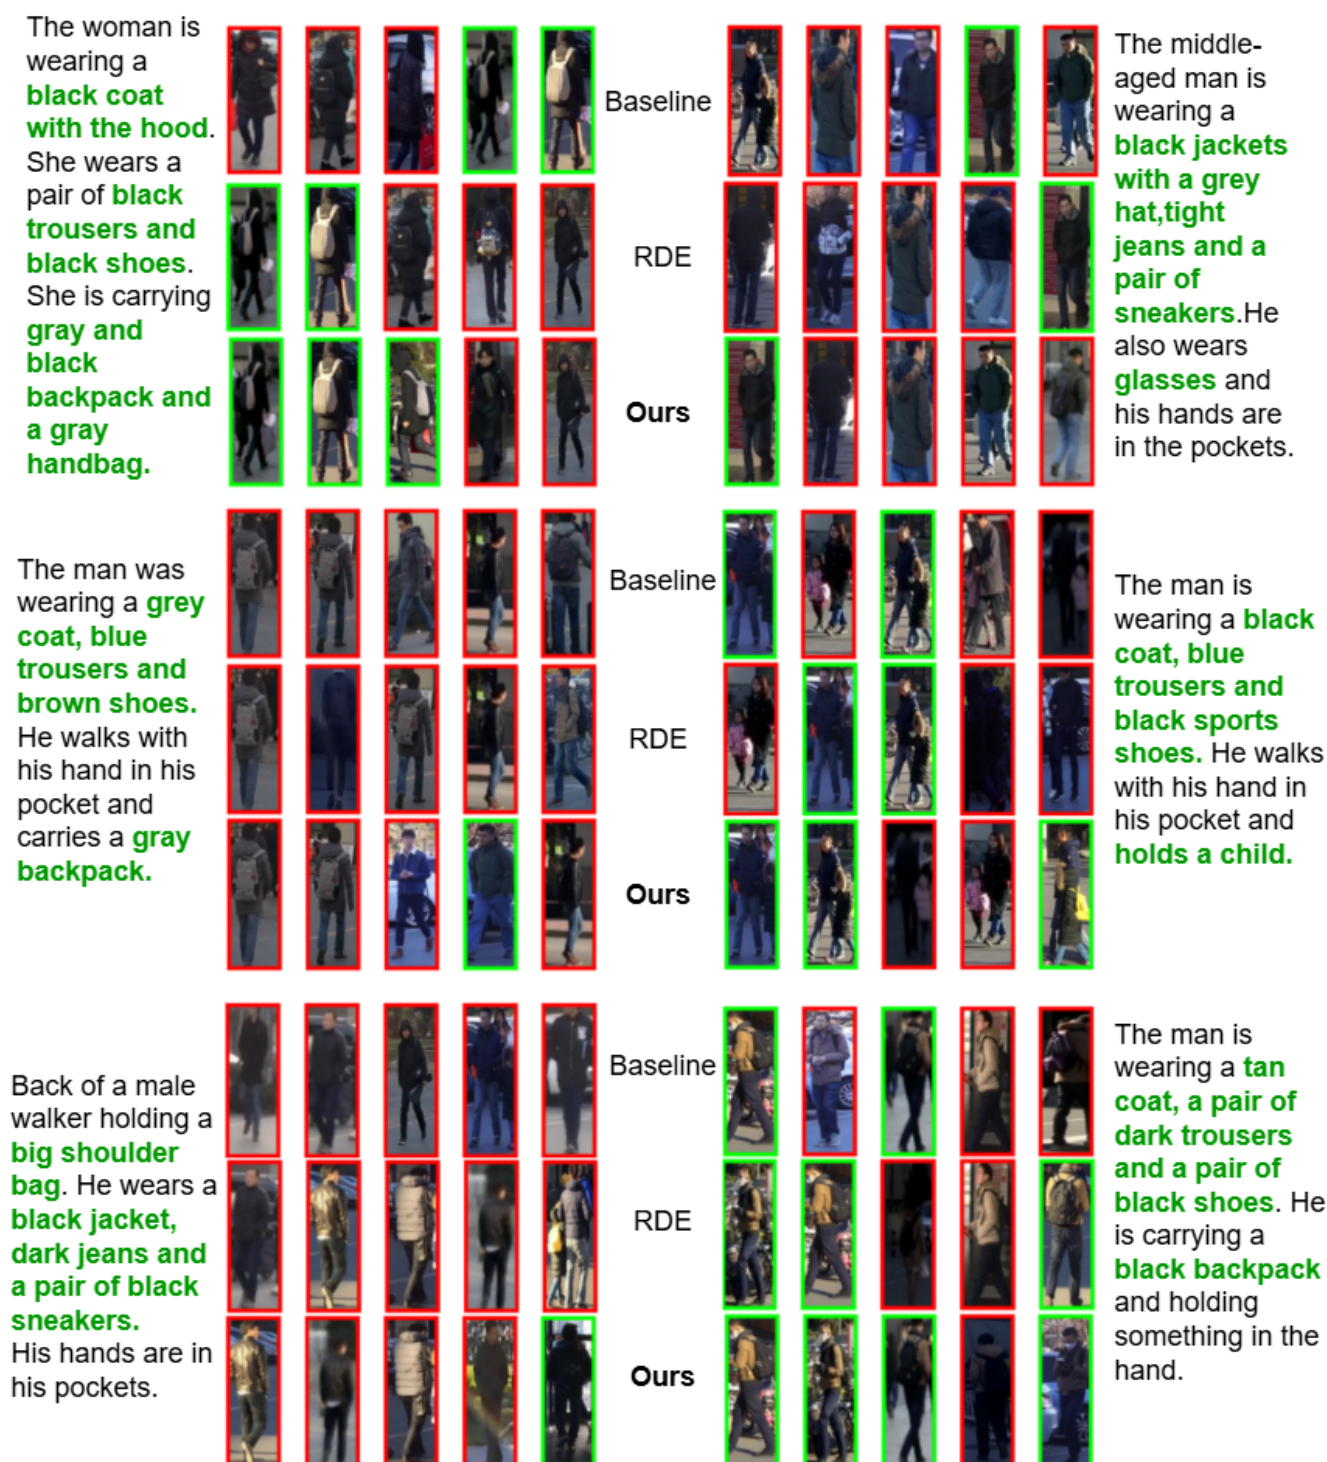 The woman is
wearing a
black coat
with the hood.
She wears a
pair of black
trousers and
black shoes.
She is carrying
gray and
black
backpack and
a gray
handbag.
Baseline
RDE
Ours
The middle-
aged man is
wearing a
black jackets
with a grey
hat,tight
jeans and a
pair of
sneakers.He
also wears
glasses and
his hands are
in the pockets.
The man was
wearing a grey
coat, blue
trousers and
brown shoes.
He walks with
his hand in his
pocket and
carries a gray
backpack.
Baseline
RDE
Ours
The man is
wearing a black
coat, blue
trousers and
black sports
shoes. He walks
with his hand in
his pocket and
holds a child.
Back of a male
walker holding a
big shoulder
bag. He wears a
black jacket,
dark jeans and
a pair of black
sneakers.
His hands are in
his pockets.
Baseline
RDE
Ours
The man is
wearing a tan
coat, a pair of
dark trousers
and a pair of
black shoes. He
is carrying a
black backpack
and holding
something in the
hand.